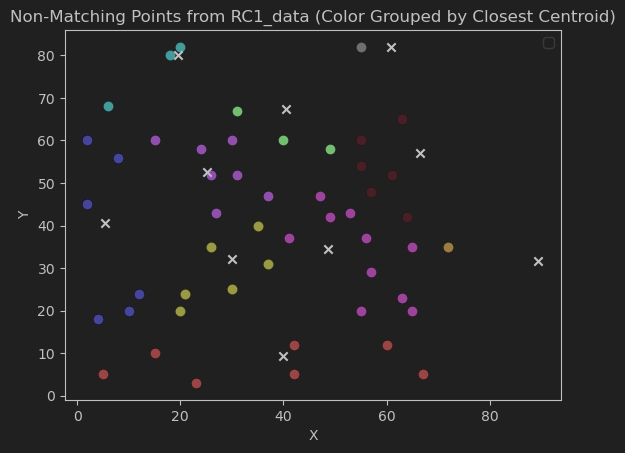 Non-Matching Points from RC1_data (Color Grouped by Closest Centroid)
80
70
60
50
40
30
20
10
0
Y
0 20 40 60 80
X